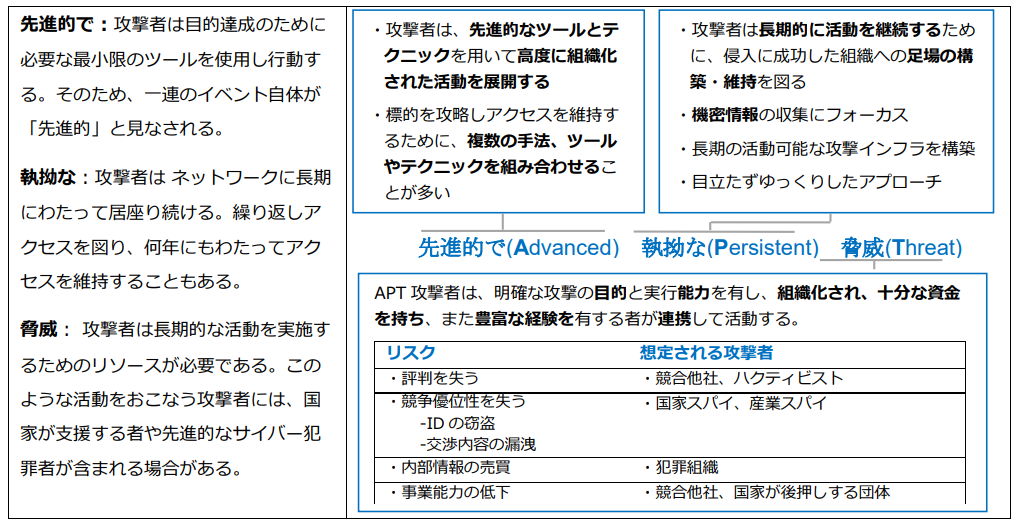 先進的で：攻撃者は目的達成のために
必要な最小限のツールを使用し行動す
る。そのため、一連のイベント自体が
「先進的」と見なされる。
執拗な：攻撃者は ネットワークに長期
にわたって居座り続ける。繰り返しア
クセスを図り、何年にもわたってアク
セスを維持することもある。
脅威： 攻撃者は長期的な活動を実施す
るためのリソースが必要である。この
ような活動をおこなう攻撃者には、国
家が支援する者や先進的なサイバー犯
罪者が含まれる場合がある。
・攻撃者は、先進的なツールとテ
クニックを用いて高度に組織化
された活動を展開する
・標的を攻略しアクセスを維持す
るために、複数の手法、ツール
やテクニックを組み合わせるこ
とが多い
・攻撃者は長期的に活動を継続するため
に、侵入に成功した組織への足場の構
築・維持を図る
・機密情報の収集にフォーカス
・長期の活動可能な攻撃インフラを構築
・目立たずゆっくりしたアプローチ
先進的で(Advanced) 執拗な(Persistent) 脅威(Threat)
APT 攻撃者は、明確な攻撃の目的と実行能力を有し、組織化され、十分な資金
を持ち、また豊富な経験を有する者が連携して活動する。
リスク 想定される攻撃者
・評判を失う ・競合他社、ハクティビスト
・競争優位性を失う ・国家スパイ、産業スパイ
-ID の窃盗
-交渉内容の漏洩
・内部情報の売買 ・犯罪組織
・事業能力の低下 ・競合他社、国家が後押しする団体